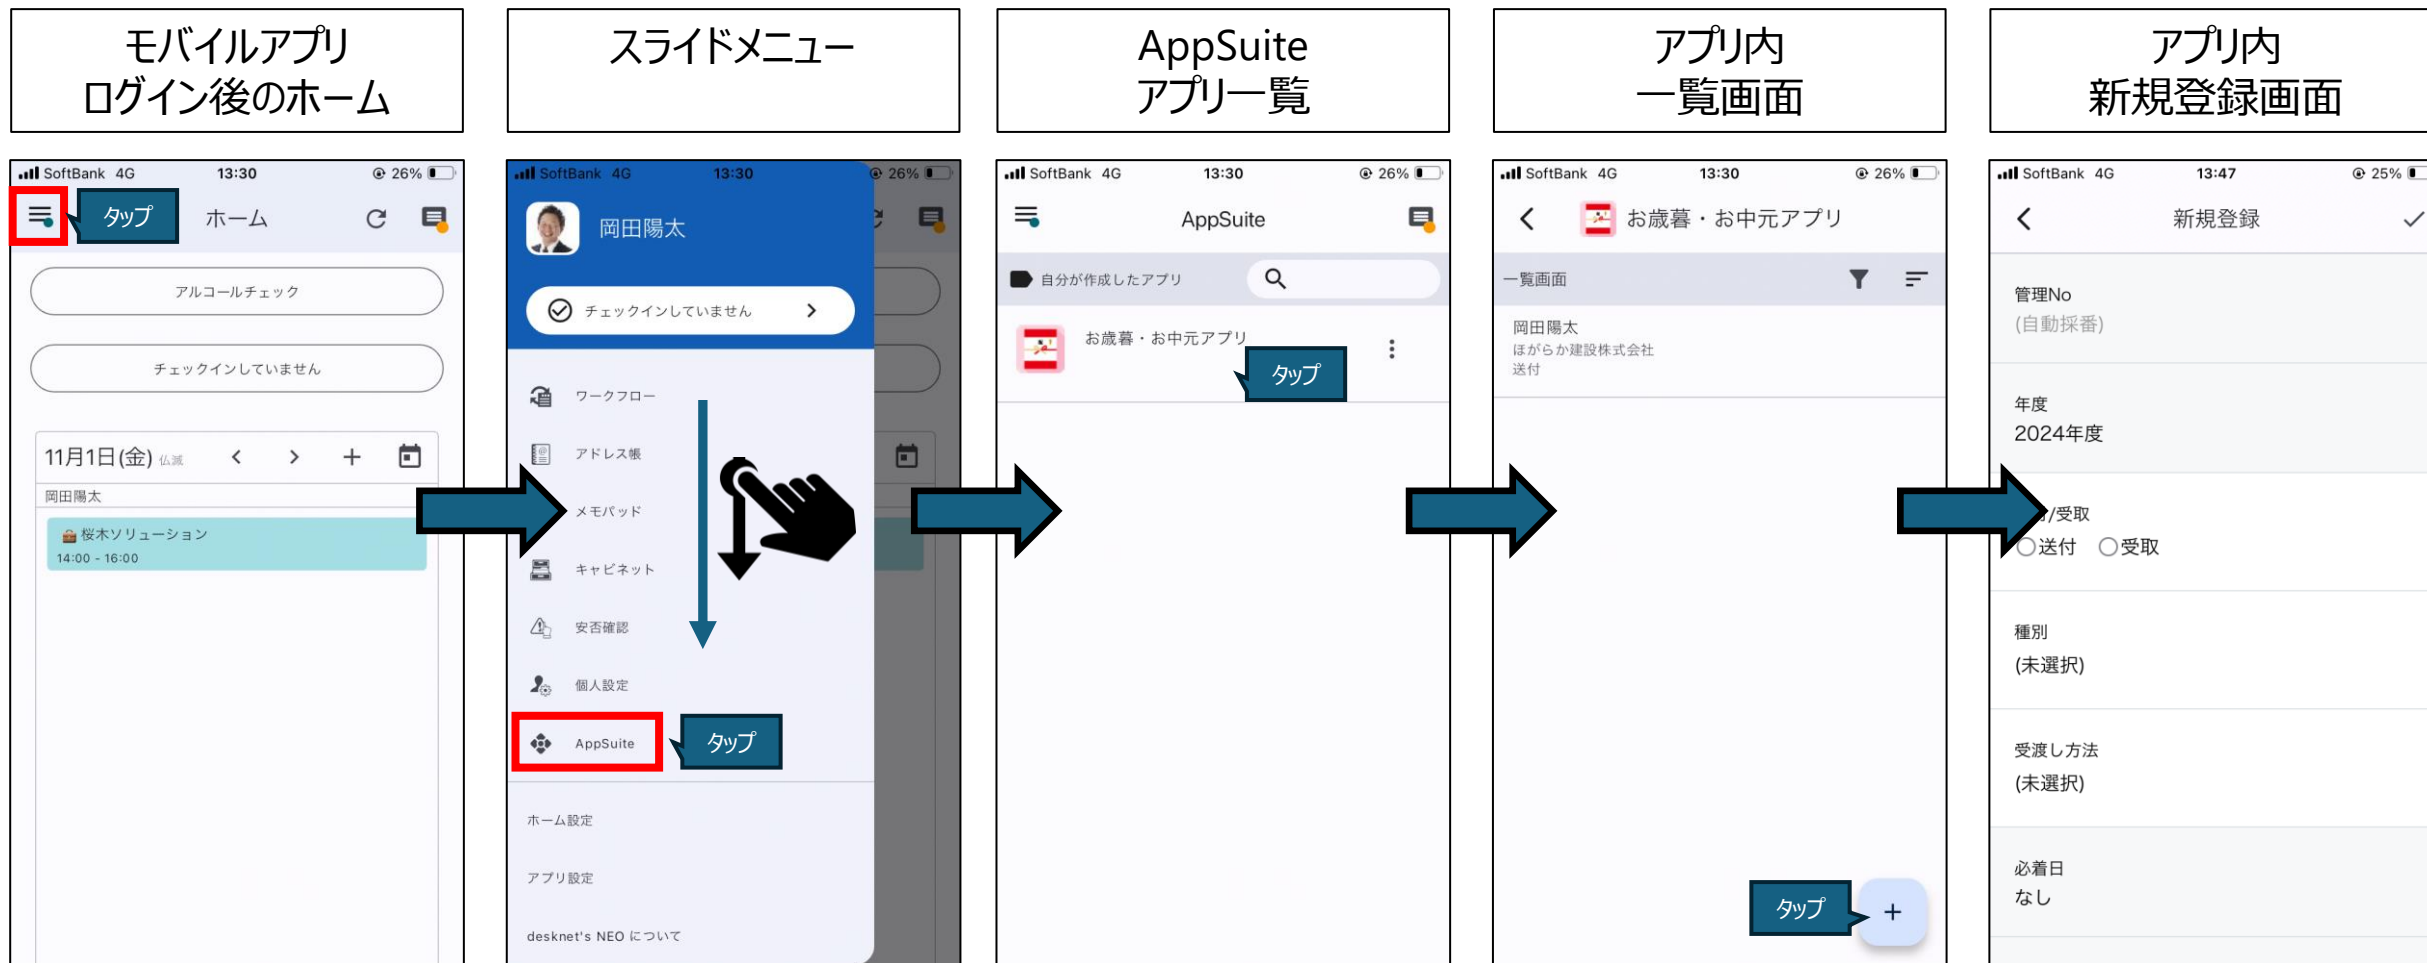 モバイルアプリ
ログイン後のホーム
スライドメニュー
AppSuite
アプリ一覧
アプリ内
一覧画面
アプリ内
新規登録画面
SoftBank 4G 13:30 26%
タップ ホーム
アルコールチェック
チェックインしていません
11月1日(金) 仏滅
岡田陽太
桜木ソリューション
14:00 - 16:00
SoftBank 4G 13:30 26%
岡田陽太
チェックインしていません
ワークフロー
アドレス帳
メモパッド
キャビネット
安否確認
個人設定
AppSuite タップ
ホーム設定
アプリ設定
desknet's NEO について
SoftBank 4G 13:30 26%
AppSuite
自分が作成したアプリ
お歳暮・お中元アプリ
タップ
SoftBank 4G 13:30 26%
お歳暮・お中元アプリ
一覧画面
岡田陽太
ほがらか建設株式会社
送付
タップ +
SoftBank 4G 13:47 25%
新規登録
管理No
(自動採番)
年度
2024年度
/受取
送付 受取
種別
(未選択)
受渡し方法
(未選択)
必着日
なし